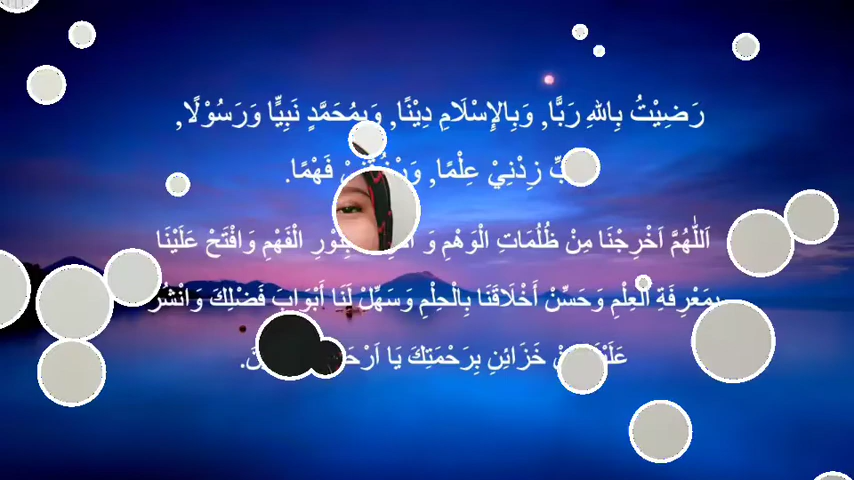 رَضِيْتُ بِاللهِ رَبًّا, وَبِالإِسْلَامِ دِيْنًا, وَبِمُحَمَّدٍ نَبِيًّا وَرَسُوْلًا,
زِدْنِيْ عِلْمًا, فَهْمًا.
اَللّٰهُمَّ اَخْرِجْنَا مِنْ ظُلُمَاتِ الْوَهْمِ وَ بِنُوْرِ الْفَهْمِ وَافْتَحْ عَلَيْنَا
بِمَعْرِفَةِ الْعِلْمِ وَحَسِّنْ أَخْلَاقَنَا بِالْحِلْمِ وَسَهِّلْ لَنَا أَبْوَابَ فَضْلِكَ وَانْشُرْ
خَزَائِنِ بِرَحْمَتِكَ يَا